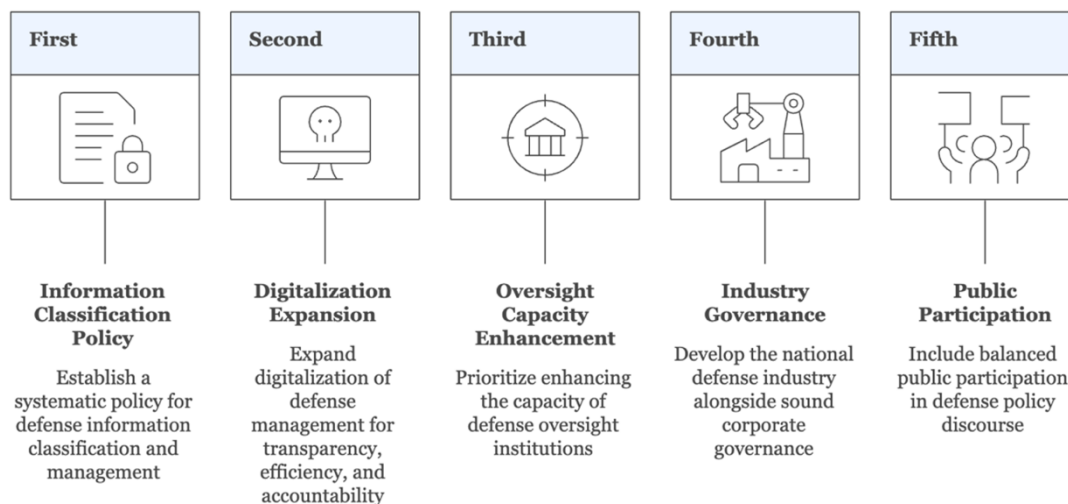 First
Second
Third
Fourth
Fifth
Information
Classification
Policy
Establish a
systematic policy for
defense information
classification and
management
Digitalization
Expansion
Expand
digitalization of
defense
management for
transparency,
efficiency, and
accountability
Oversight
Capacity
Enhancement
Prioritize enhancing
the capacity of
defense oversight
institutions
Industry
Governance
Develop the national
defense industry
alongside sound
corporate
governance
Public
Participation
Include balanced
public participation
in defense policy
discourse